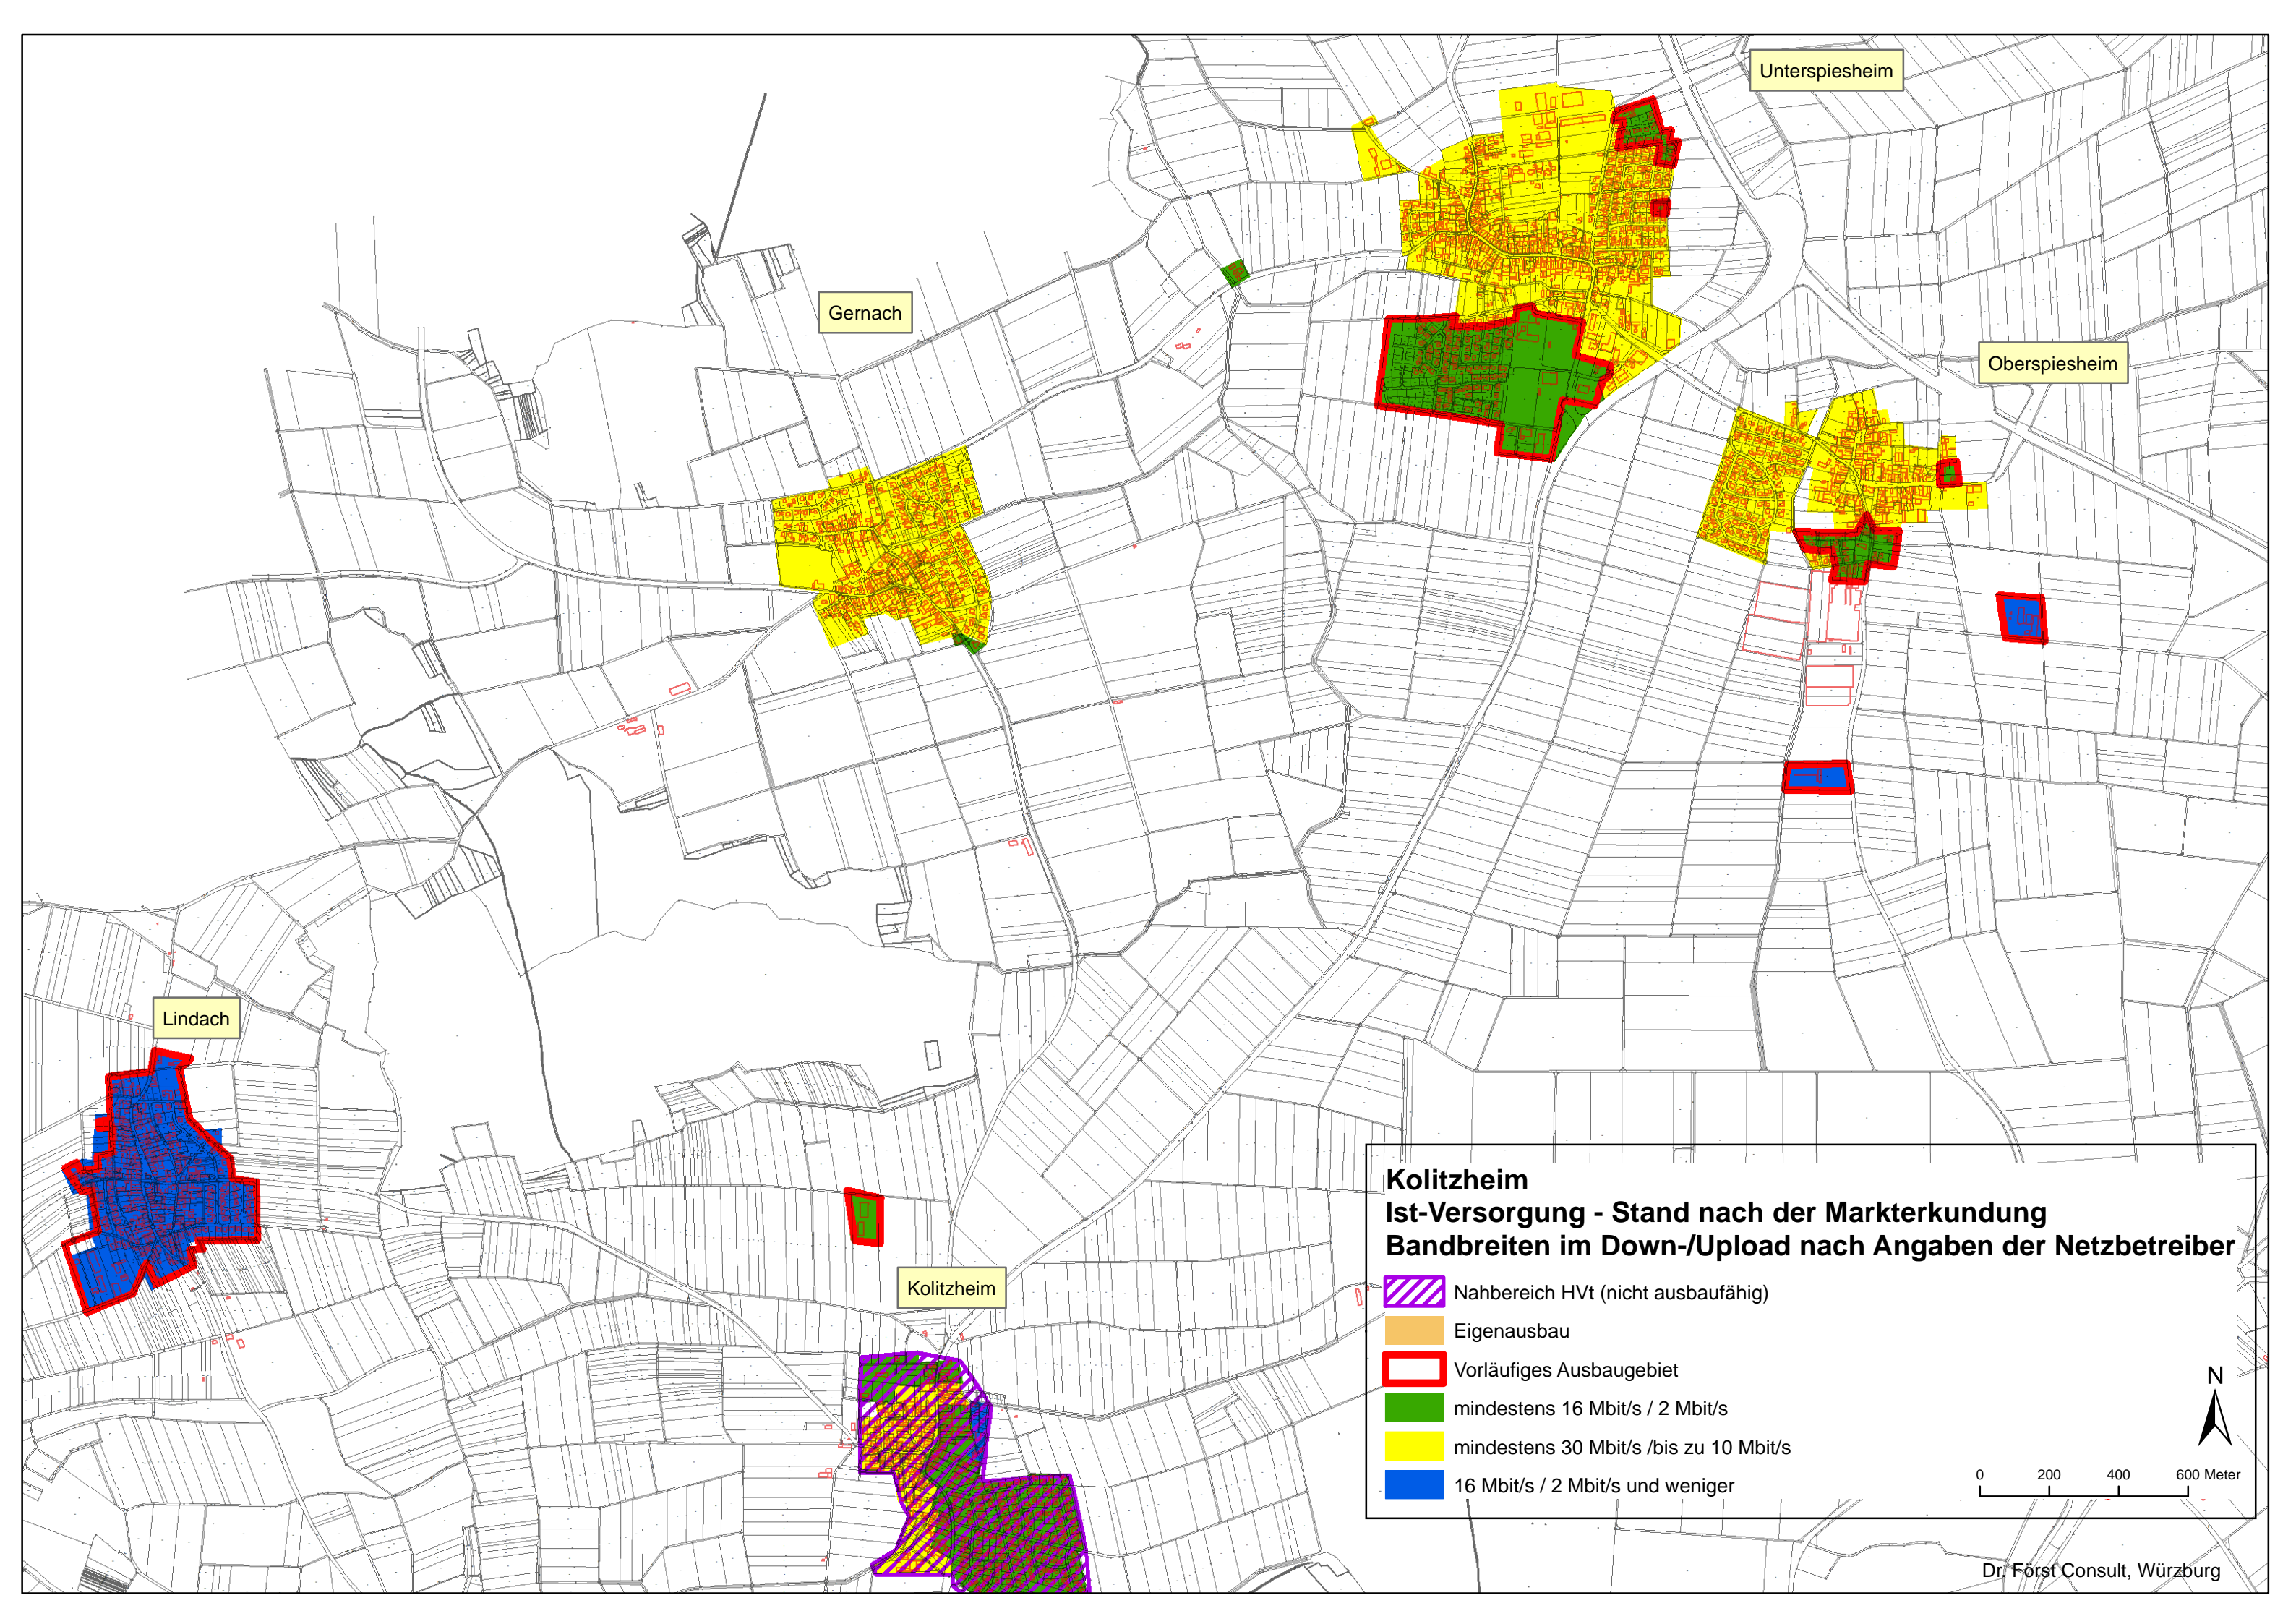 Unterspiesheim
Gernach
Oberspiesheim
Lindach
Kolitzheim
Kolitzheim
Ist-Versorgung - Stand nach der Markterkundung
Bandbreiten im Down-/Upload nach Angaben der Netzbetreiber
Nahbereich HVt (nicht ausbaufähig)
Eigenausbau
Vorläufiges Ausbaugebiet
mindestens 16 Mbit/s / 2 Mbit/s
mindestens 30 Mbit/s /bis zu 10 Mbit/s
16 Mbit/s / 2 Mbit/s und weniger
N
0 200 400 600 Meter
Dr. Först Consult, Würzburg